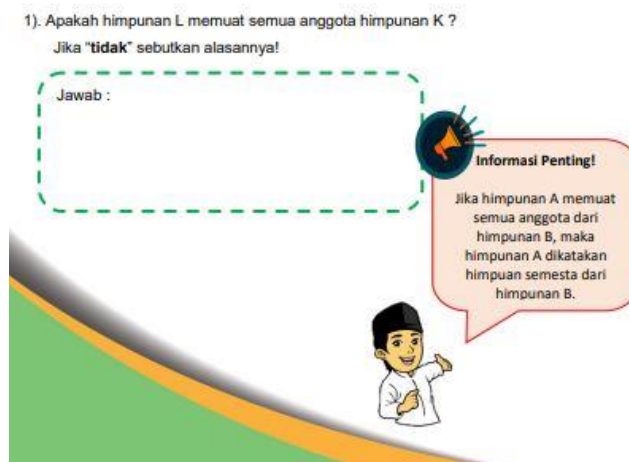 1). Apakah himpunan L memuat semua anggota himpunan K ?
Jika “tidak” sebutkan alasannya!
Jawab :
Informasi Penting!
Jika himpunan A memuat
semua anggota dari
himpunan B, maka
himpunan A dikatakan
himpuan semesta dari
himpunan B.